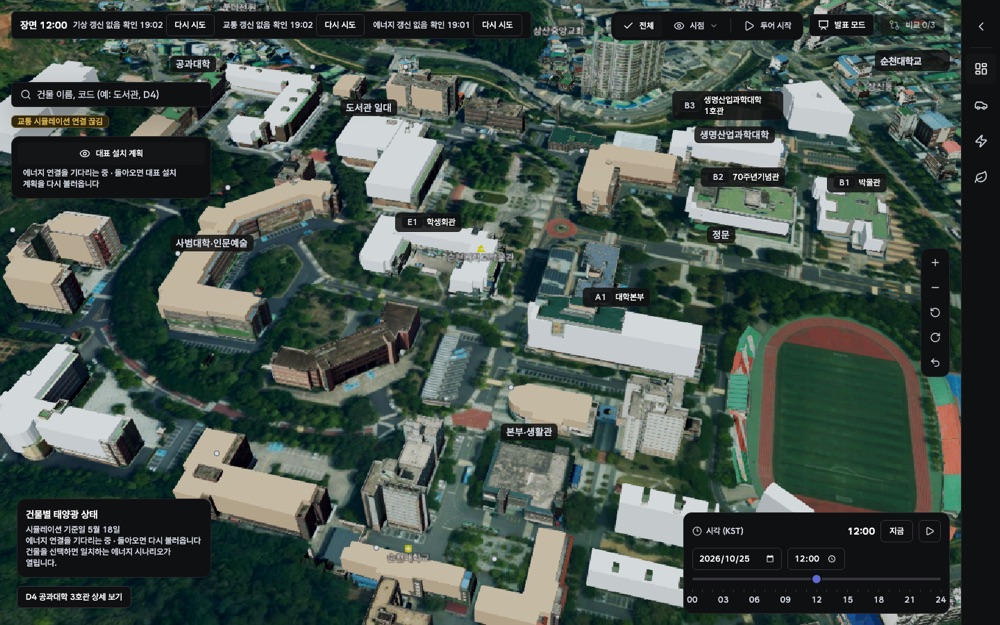 장면 12:00 기상 갱신 없음 확인 19:02 다시 시도 교통 갱신 없음 확인 19:02 다시 시도 에너지 갱신 없음 확인 19:01 다시 시도
전체 시점 투어 시작 발표 모드 비교 0/3
순천대학교
공과대학
건물 이름, 코드 (예: 도서관, D4)
교통 시뮬레이션 연결 끊김
대표 설치 계획
에너지 연결을 기다리는 중 · 돌아오면 대표 설치
계획을 다시 불러옵니다
도서관 일대
B3 생명산업과학대학
1호관
생명산업과학대학
B2 70주년기념관
B1 박물관
E1 학생회관
정문
사범대학·인문예술
A1 대학본부
본부·생활관
건물별 태양광 상태
시뮬레이션 기준일 5월 18일
에너지 연결을 기다리는 중 · 돌아오면 다시 불러옵니다
건물을 선택하면 일치하는 에너지 시나리오가
열립니다.
D4 공과대학 3호관 상세 보기
시각 (KST) 12:00 지금
2026/10/25 12:00
00 03 06 09 12 15 18 21 24